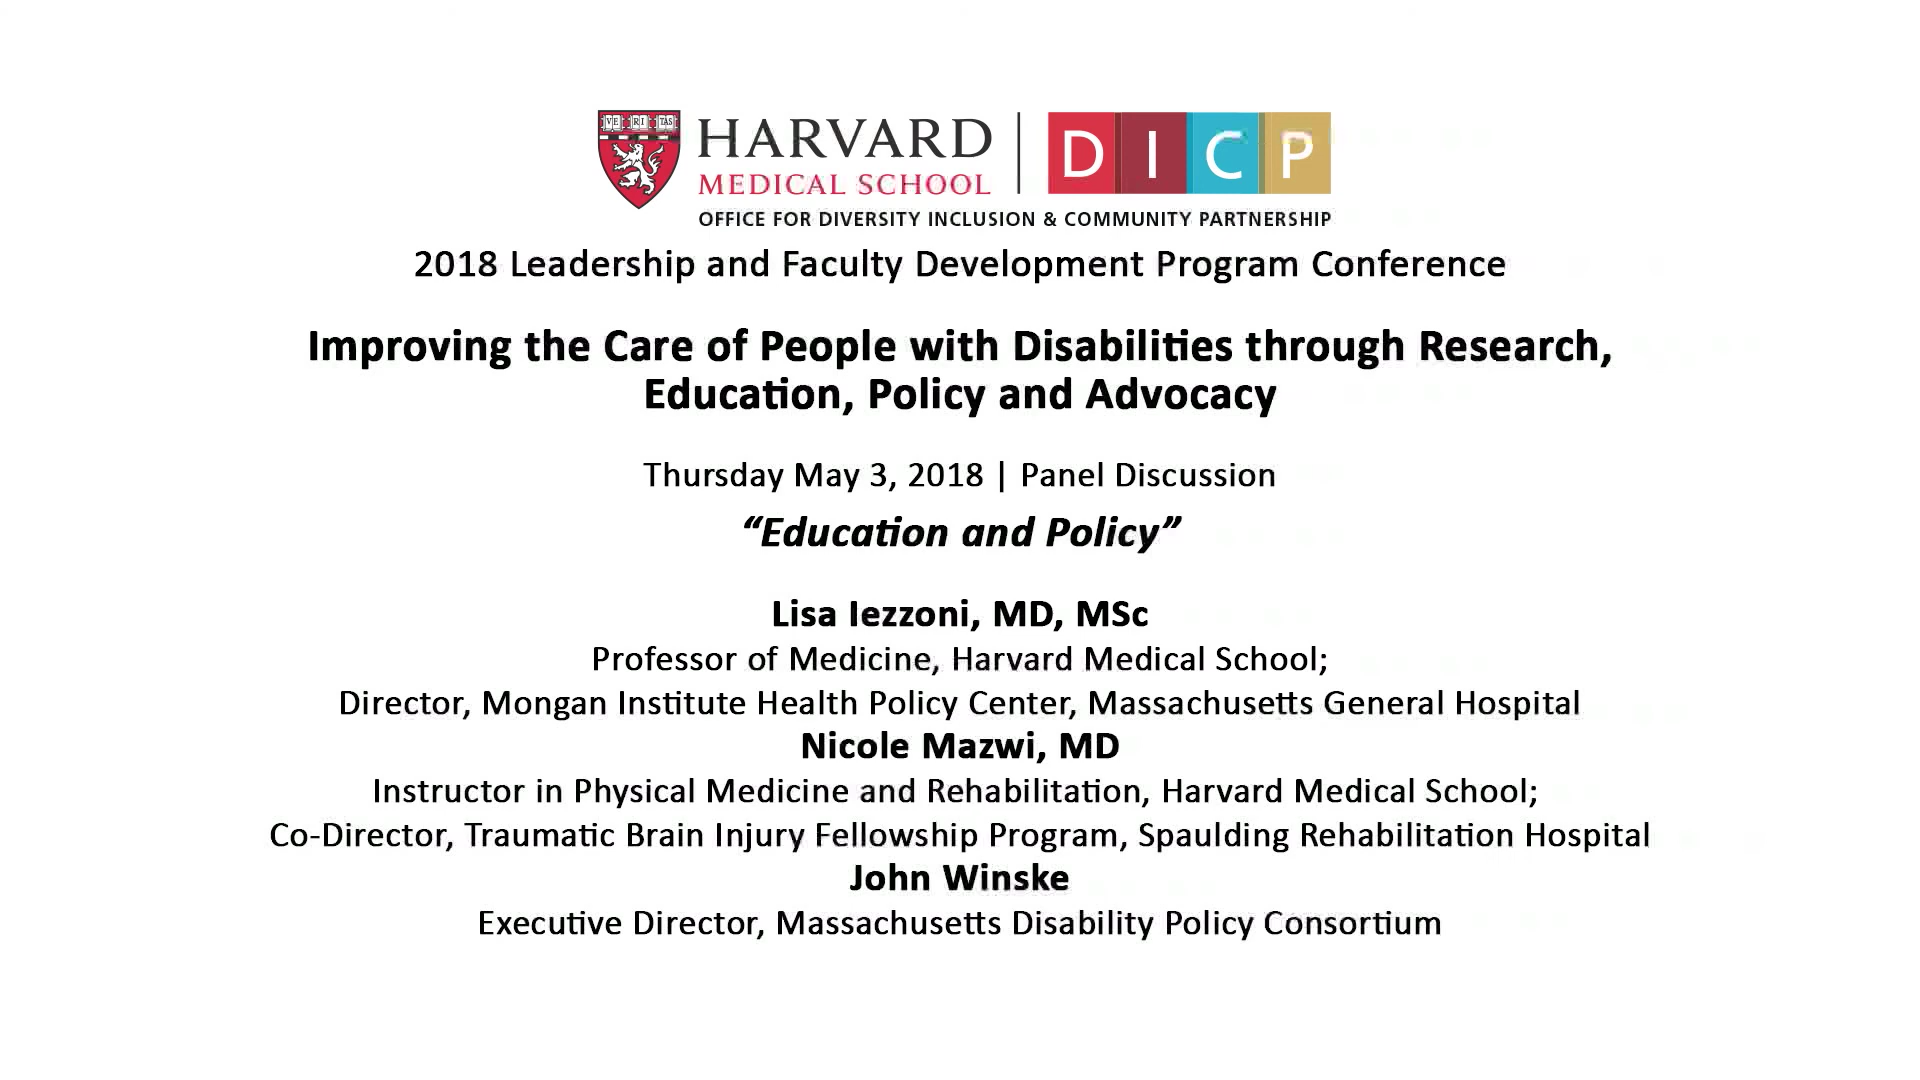 VE RI TAS
HARVARD
MEDICAL SCHOOL
DICP
OFFICE FOR DIVERSITY INCLUSION & COMMUNITY PARTNERSHIP
2018 Leadership and Faculty Development Program Conference
Improving the Care of People with Disabilities through Research,
Education, Policy and Advocacy
Thursday May 3, 2018 | Panel Discussion
“Education and Policy”
Lisa Iezzoni, MD, MSc
Professor of Medicine, Harvard Medical School;
Director, Mongan Institute Health Policy Center, Massachusetts General Hospital
Nicole Mazwi, MD
Instructor in Physical Medicine and Rehabilitation, Harvard Medical School;
Co-Director, Traumatic Brain Injury Fellowship Program, Spaulding Rehabilitation Hospital
John Winske
Executive Director, Massachusetts Disability Policy Consortium